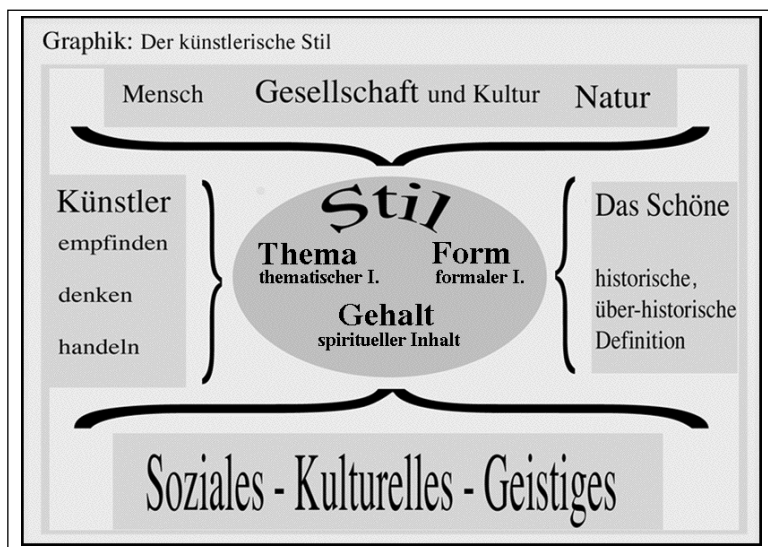 Graphik: Der künstlerische Stil
Mensch Gesellschaft und Kultur Natur
Künstler
empfinden
denken
handeln
Stil
Thema Form
thematischer I. formaler I.
Gehalt
spiritueller Inhalt
Das Schöne
historische,
über-historische
Definition
Soziales - Kulturelles - Geistiges